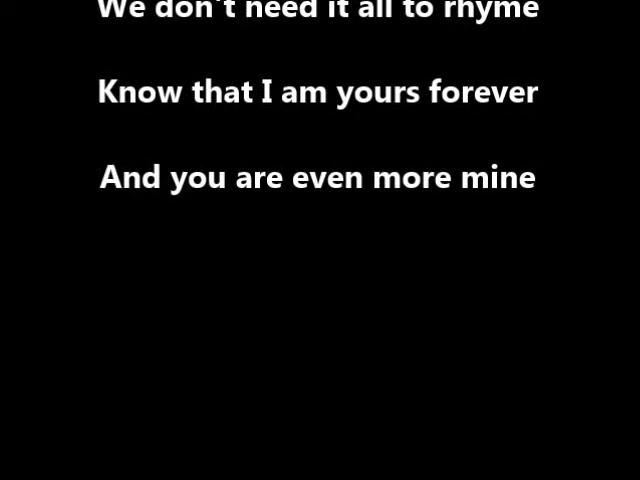 We don't need it all to rhyme
Know that I am yours forever
And you are even more mine